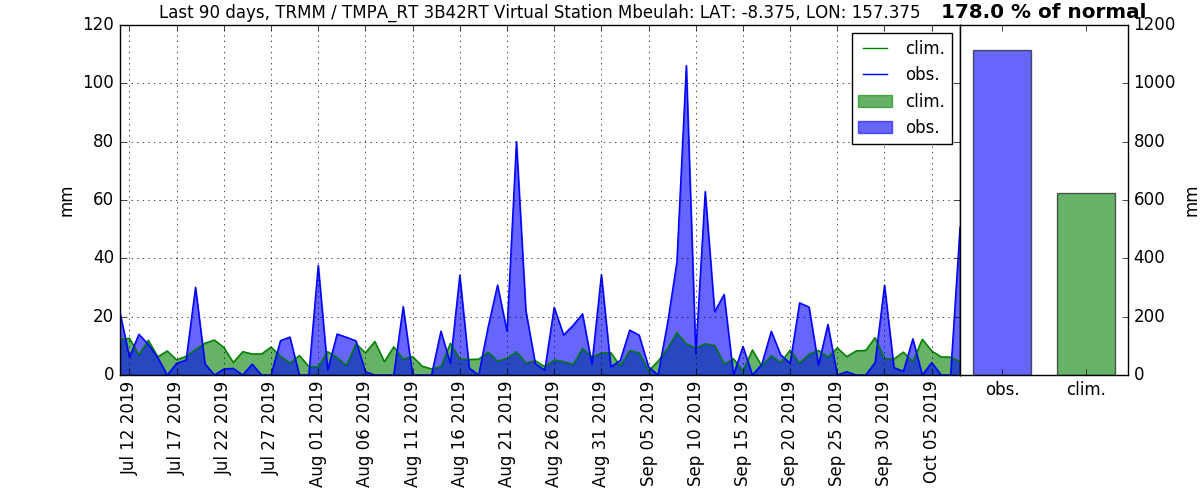 Last 90 days, TRMM / TMPA_RT 3B42RT Virtual Station Mbeulah: LAT: -8.375, LON: 157.375
178.0 % of normal
120
100
80
60
40
20
0
mm
clim.
obs.
clim.
obs.
1200
1000
800
600
400
200
0
mm
obs.
clim.
Jul 12 2019
Jul 17 2019
Jul 22 2019
Jul 27 2019
Aug 01 2019
Aug 06 2019
Aug 11 2019
Aug 16 2019
Aug 21 2019
Aug 26 2019
Aug 31 2019
Sep 05 2019
Sep 10 2019
Sep 15 2019
Sep 20 2019
Sep 25 2019
Sep 30 2019
Oct 05 2019